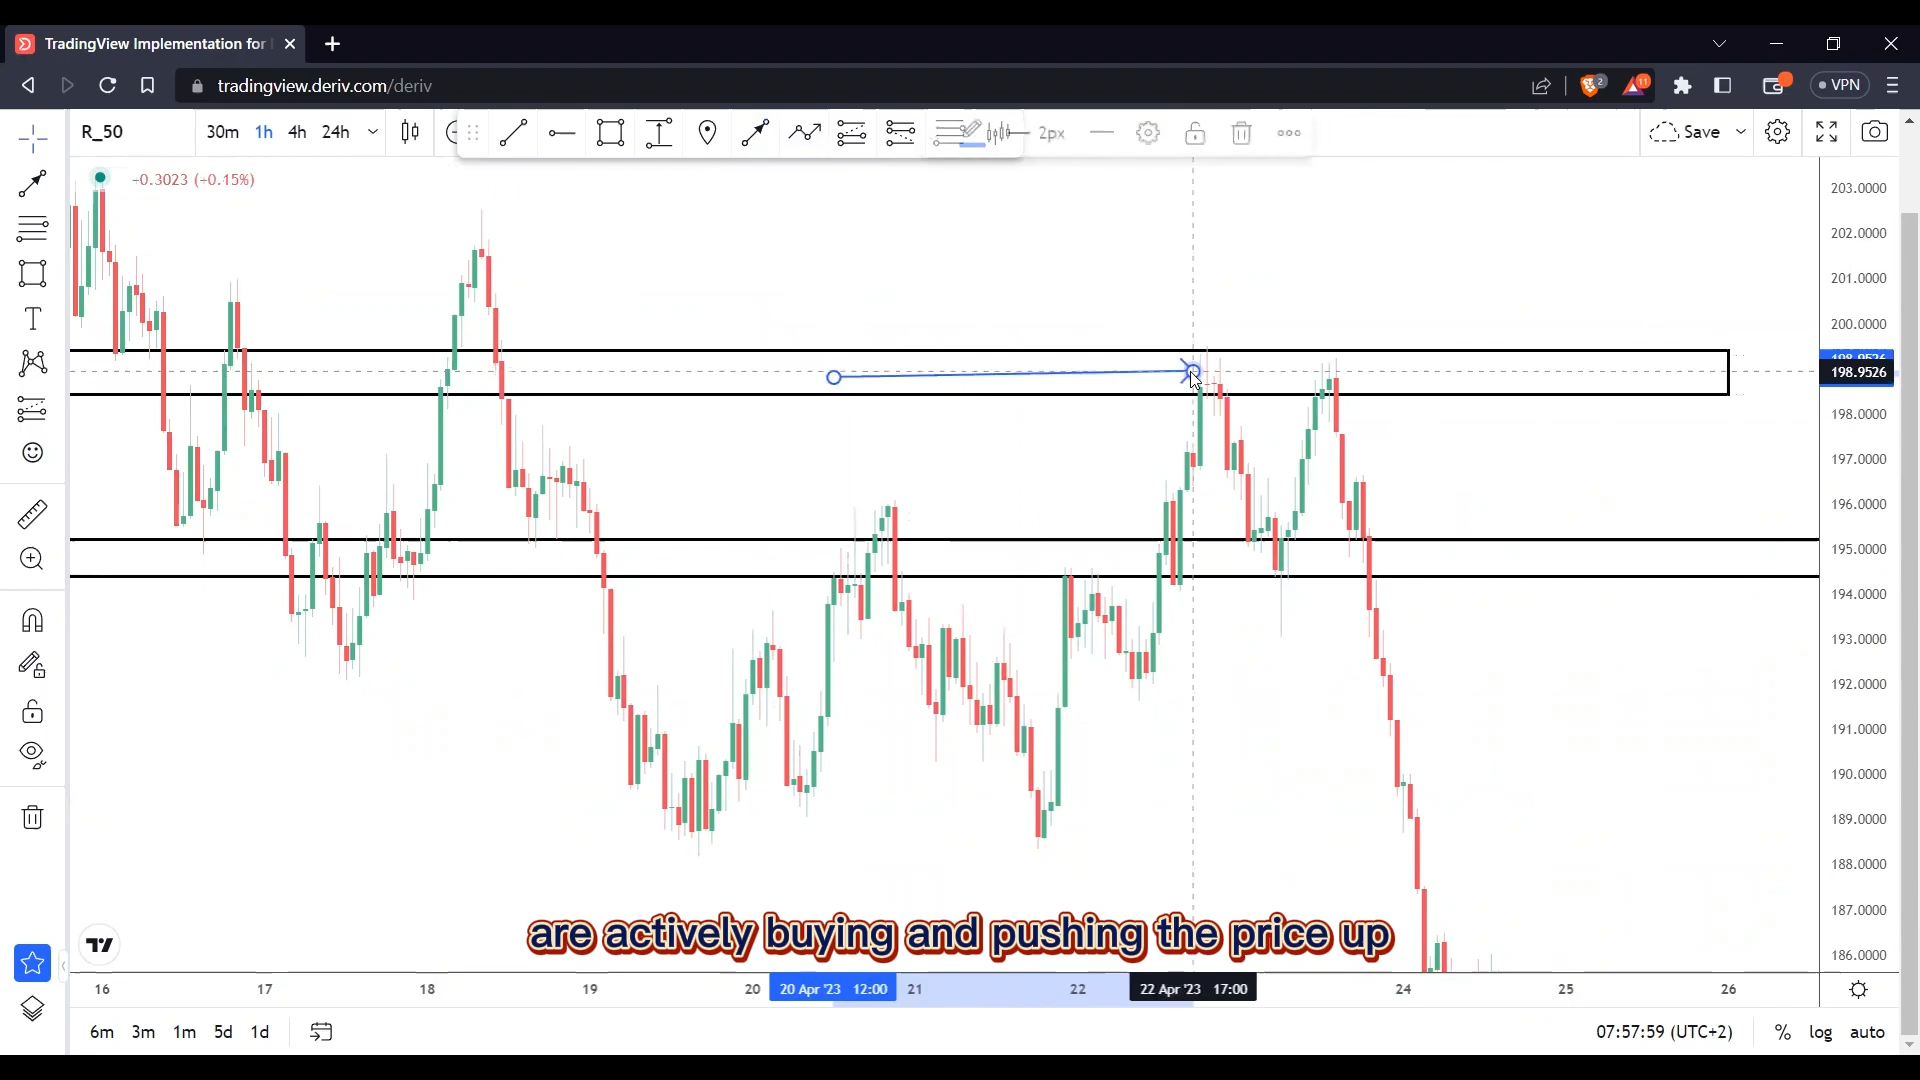 TradingView Implementation for
tradingview.deriv.com/deriv
2
11
VPN
R_50
30m 1h 4h 24h
2px
Save
−0.3023 (−0.15%)
203.0000
202.0000
201.0000
200.0000
198.9526
198.0000
197.0000
196.0000
195.0000
194.0000
193.0000
192.0000
191.0000
190.0000
189.0000
188.0000
187.0000
186.0000
are actively buying and pushing the price up
16 17 18 19 20 20 Apr '23 12:00 21 22 22 Apr '23 17:00 24 25 26
6m 3m 1m 5d 1d
07:57:59 (UTC+2) % log auto